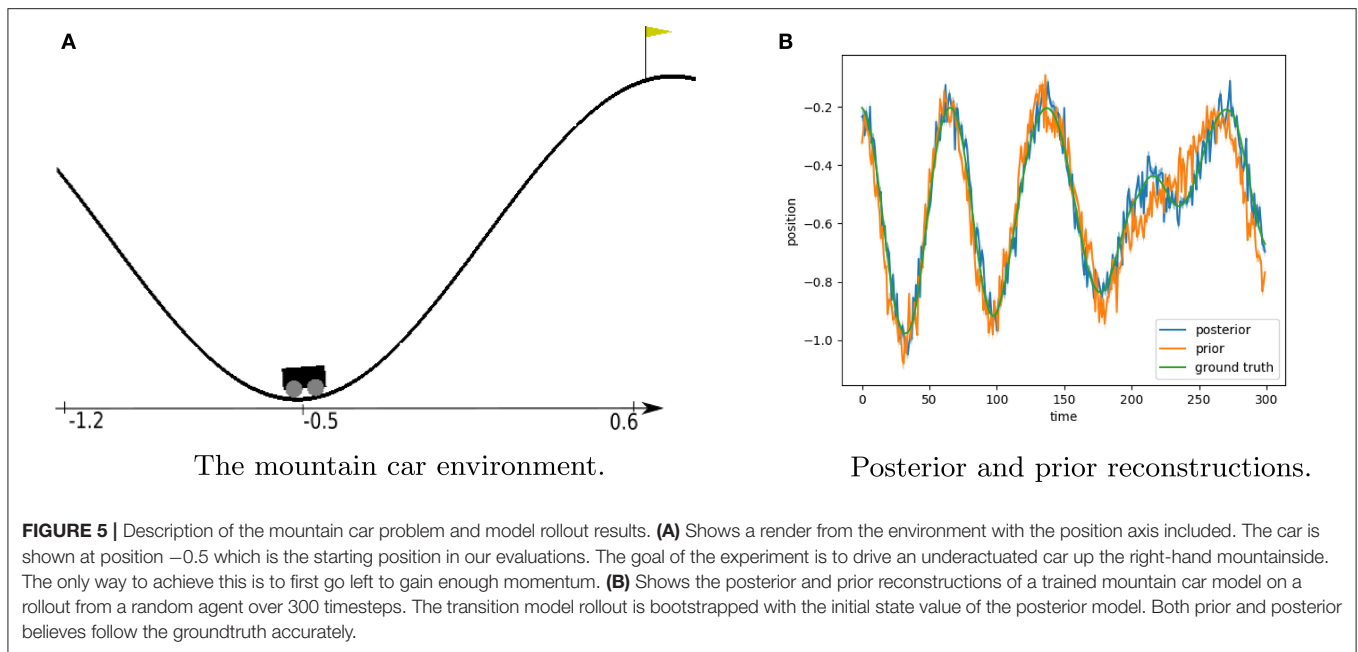 A
-1.2
-0.5
0.6
The mountain car environment.
B
position
−0.2
−0.4
−0.6
−0.8
−1.0
posterior
prior
ground truth
0 50 100 150 200 250 300
time
Posterior and prior reconstructions.
FIGURE 5 | Description of the mountain car problem and model rollout results. (A) Shows a render from the environment with the position axis included. The car is
shown at position −0.5 which is the starting position in our evaluations. The goal of the experiment is to drive an underactuated car up the right-hand mountainside.
The only way to achieve this is to first go left to gain enough momentum. (B) Shows the posterior and prior reconstructions of a trained mountain car model on a
rollout from a random agent over 300 timesteps. The transition model rollout is bootstrapped with the initial state value of the posterior model. Both prior and posterior
believes follow the groundtruth accurately.